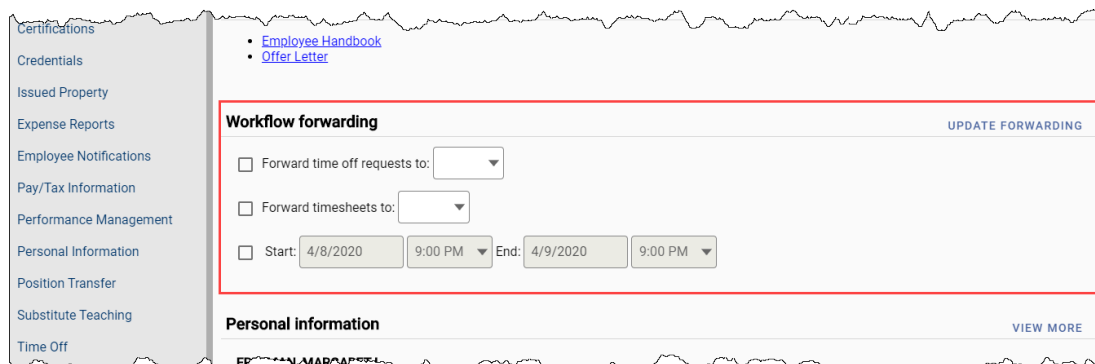 Certifications
Credentials
Issued Property
Expense Reports
Employee Notifications
Pay/Tax Information
Performance Management
Personal Information
Position Transfer
Substitute Teaching
Time Off
Employee Handbook
Offer Letter
Workflow forwarding
UPDATE FORWARDING
Forward time off requests to:
Forward timesheets to:
Start: 4/8/2020 9:00 PM End: 4/9/2020 9:00 PM
Personal information
VIEW MORE